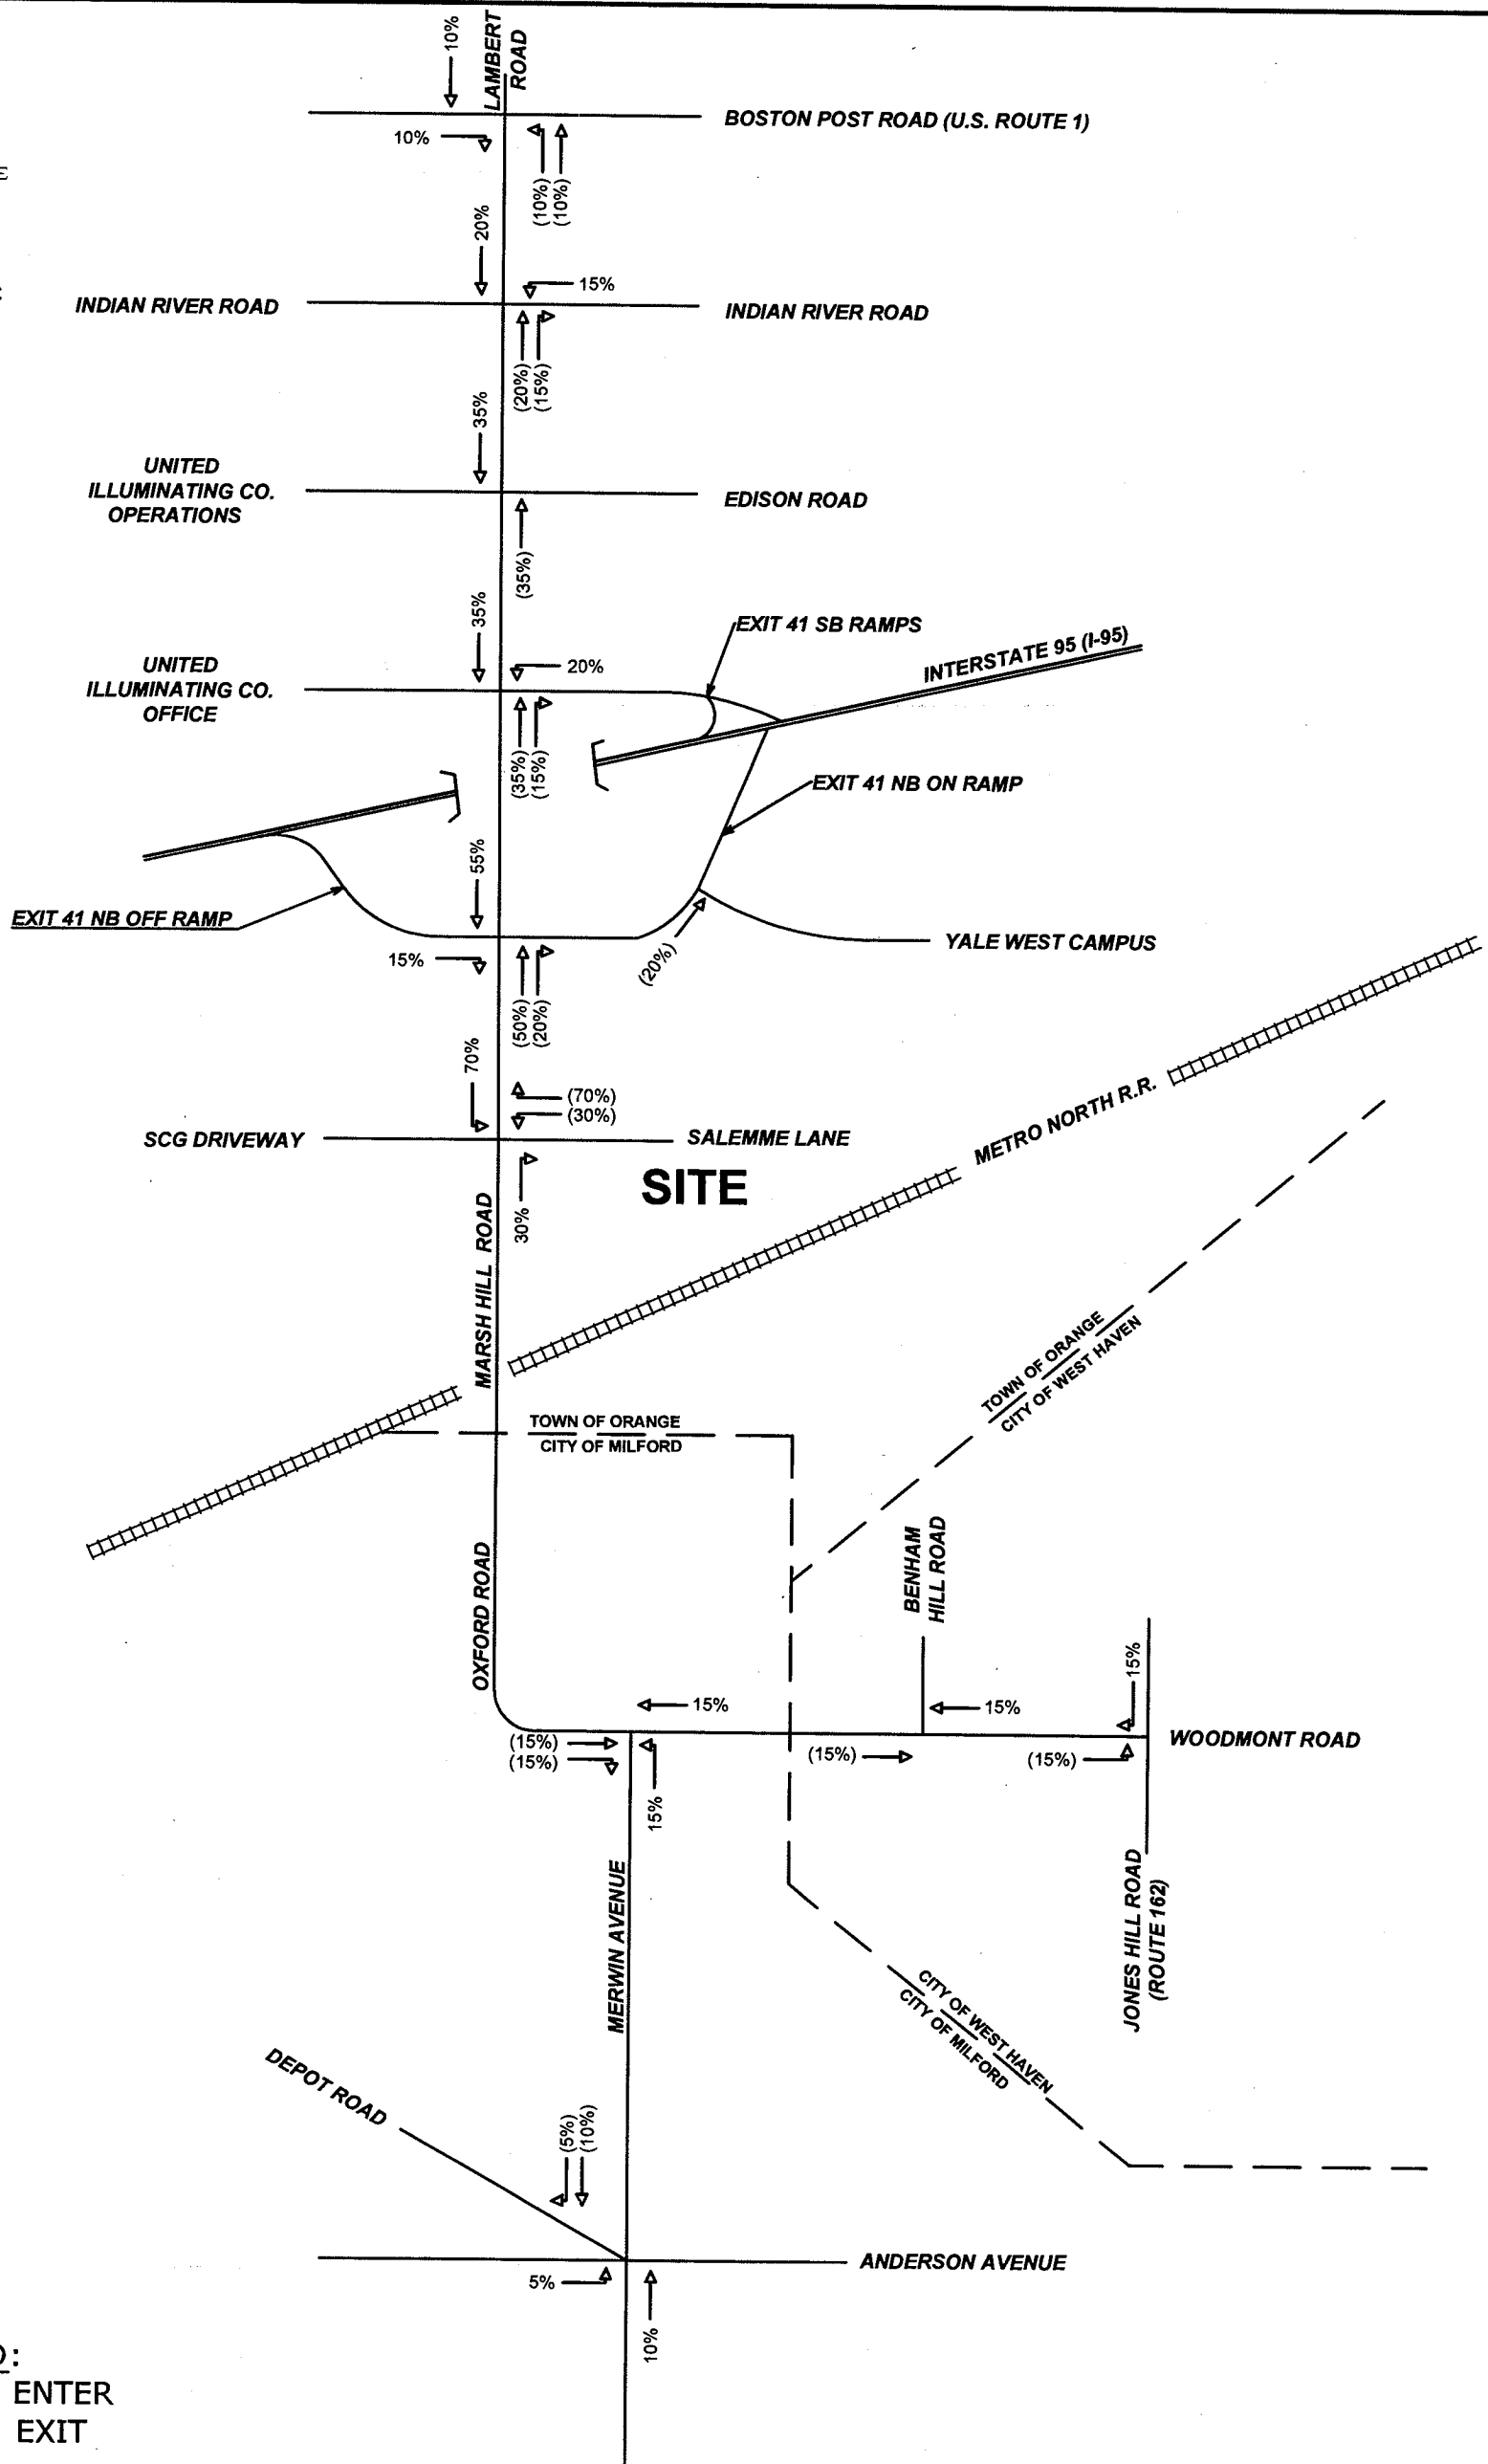 10%
LAMBERT
ROAD
BOSTON POST ROAD (U.S. ROUTE 1)
10%
(10%)
(10%)
20%
15%
INDIAN RIVER ROAD
INDIAN RIVER ROAD
(20%)
(15%)
35%
UNITED
ILLUMINATING CO.
OPERATIONS
EDISON ROAD
(35%)
35%
EXIT 41 SB RAMPS
INTERSTATE 95 (I-95)
20%
UNITED
ILLUMINATING CO.
OFFICE
(35%)
(15%)
EXIT 41 NB ON RAMP
55%
EXIT 41 NB OFF RAMP
YALE WEST CAMPUS
15%
(20%)
(50%)
(20%)
70%
(70%)
(30%)
SCG DRIVEWAY
SALEMME LANE
METRO NORTH R.R.
SITE
30%
MARSH HILL ROAD
TOWN OF ORANGE
CITY OF WEST HAVEN
TOWN OF ORANGE
CITY OF MILFORD
OXFORD ROAD
BENHAM
HILL ROAD
15%
15%
15%
WOODMONT ROAD
(15%)
(15%)
(15%)
(15%)
15%
MERWIN AVENUE
JONES HILL ROAD
(ROUTE 162)
CITY OF WEST HAVEN
CITY OF MILFORD
DEPOT ROAD
(5%)
(10%)
ANDERSON AVENUE
5%
10%
ENTER
EXIT